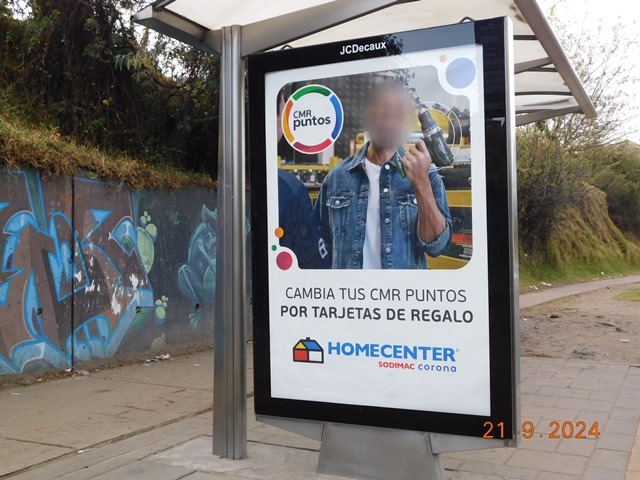 JCDecaux
CMR
puntos
CAMBIA TUS CMR PUNTOS
POR TARJETAS DE REGALO
HOMECENTER
SODIMAC corona
21 9 2024